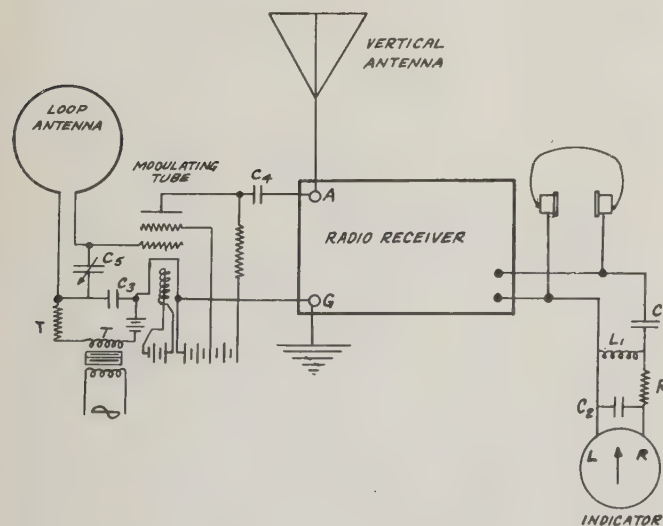 VERTICAL
ANTENNA
LOOP
ANTENNA
MODULATING
TUBE
C4
A
RADIO RECEIVER
C5
C3
G
T
T
C
L1
R
C2
L
R
INDICATOR